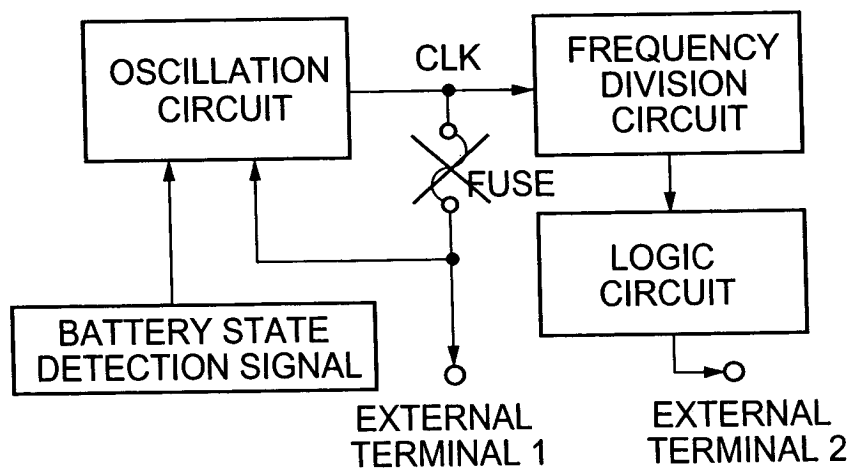 OSCILLATION
CIRCUIT
CLK
FREQUENCY
DIVISION
CIRCUIT
FUSE
LOGIC
CIRCUIT
BATTERY STATE
DETECTION SIGNAL
EXTERNAL
TERMINAL 1
EXTERNAL
TERMINAL 2